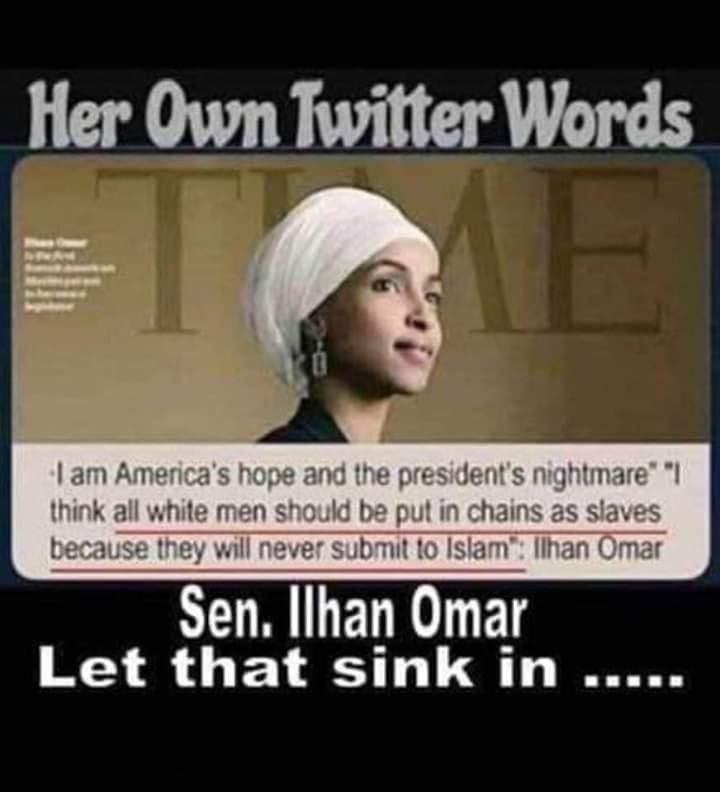 Her Own Twitter Words
TIME
Ilhan Omar
"I am America's hope and the president's nightmare" "I
think all white men should be put in chains as slaves
because they will never submit to Islam": Ilhan Omar
Sen. Ilhan Omar
Let that sink in .....